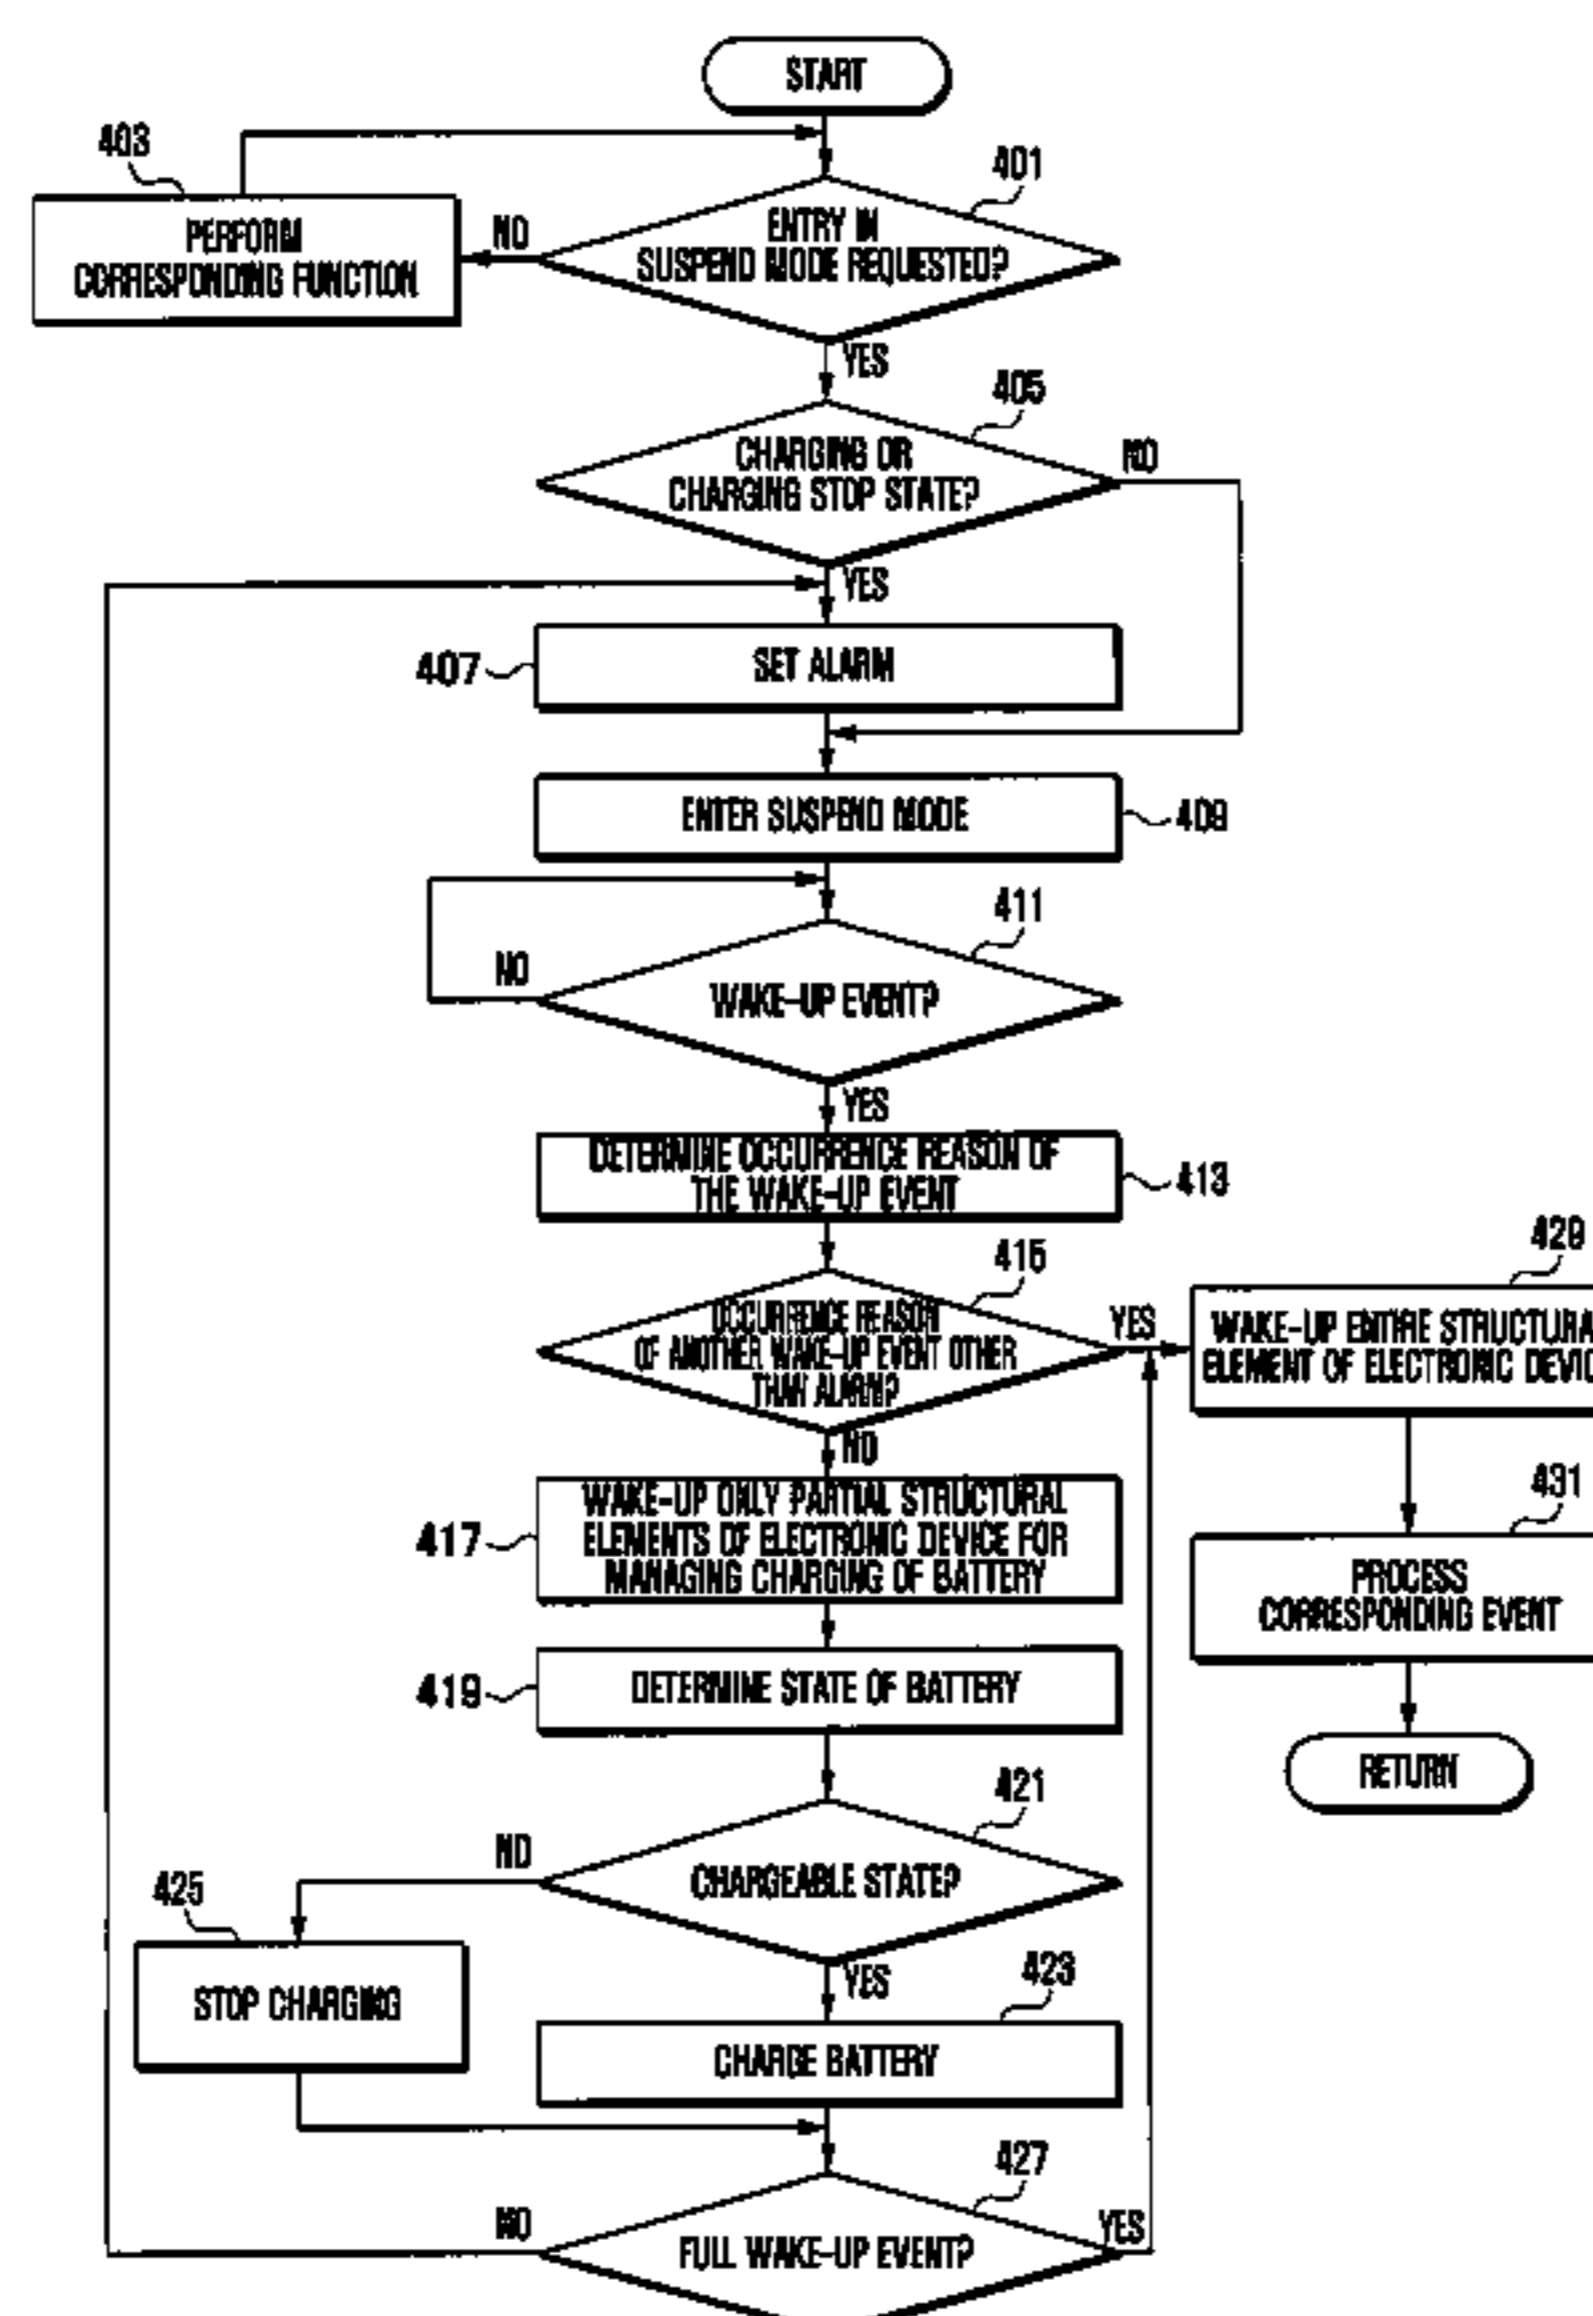 START
403
401
PERFORM
CORRESPONDING FUNCTION
NO
ENTRY IN
SUSPEND MODE REQUESTED?
YES
405
CHARGING OR
CHARGING STOP STATE?
NO
YES
407
SET ALARM
ENTER SUSPEND MODE
409
411
NO
WAKE-UP EVENT?
YES
DETERMINE OCCURRENCE REASON OF
THE WAKE-UP EVENT
413
415
OCCURRENCE REASON
OF ANOTHER WAKE-UP EVENT OTHER
THAN ALARM?
YES
429
WAKE-UP ENTIRE STRUCTURA
ELEMENT OF ELECTRONIC DEVIC
NO
417
WAKE-UP ONLY PARTIAL STRUCTURAL
ELEMENTS OF ELECTRONIC DEVICE FOR
MANAGING CHARGING OF BATTERY
431
PROCESS
CORRESPONDING EVENT
419
DETERMINE STATE OF BATTERY
RETURN
421
NO
CHARGEABLE STATE?
425
YES
423
STOP CHARGING
CHARGE BATTERY
427
NO
FULL WAKE-UP EVENT?
YES